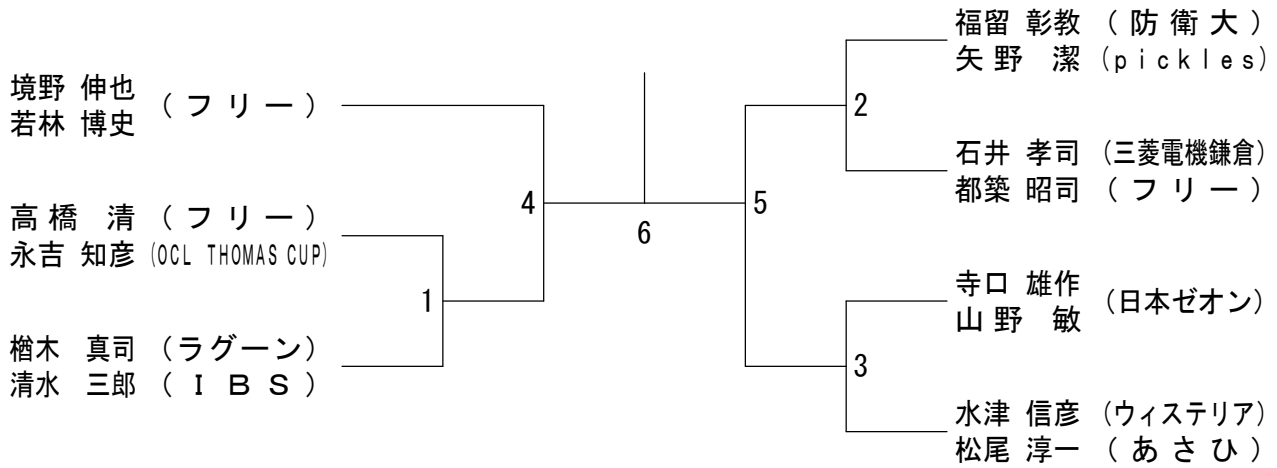 境野 伸也 (フリー)
若林 博史
高橋 清 (フリー)
永吉 知彦 (OCL THOMAS CUP)
楢木 真司 (ラグーン)
清水 三郎 (IBS)
1
4
6
福留 彰教 (防衛大)
矢野 潔 (pickles)
2
石井 孝司 (三菱電機鎌倉)
都築 昭司 (フリー)
5
寺口 雄作 (日本ゼオン)
山野 敏
3
水津 信彦 (ウィステリア)
松尾 淳一 (あさひ)